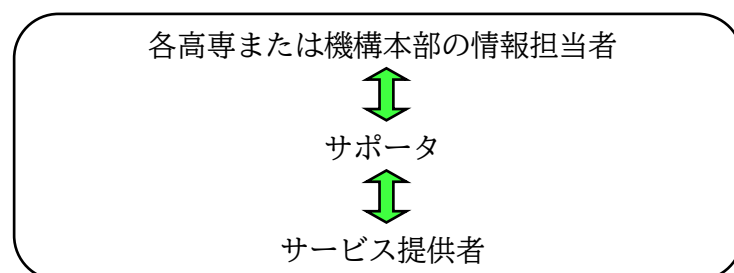 各高専または機構本部の情報担当者
サポータ
サービス提供者